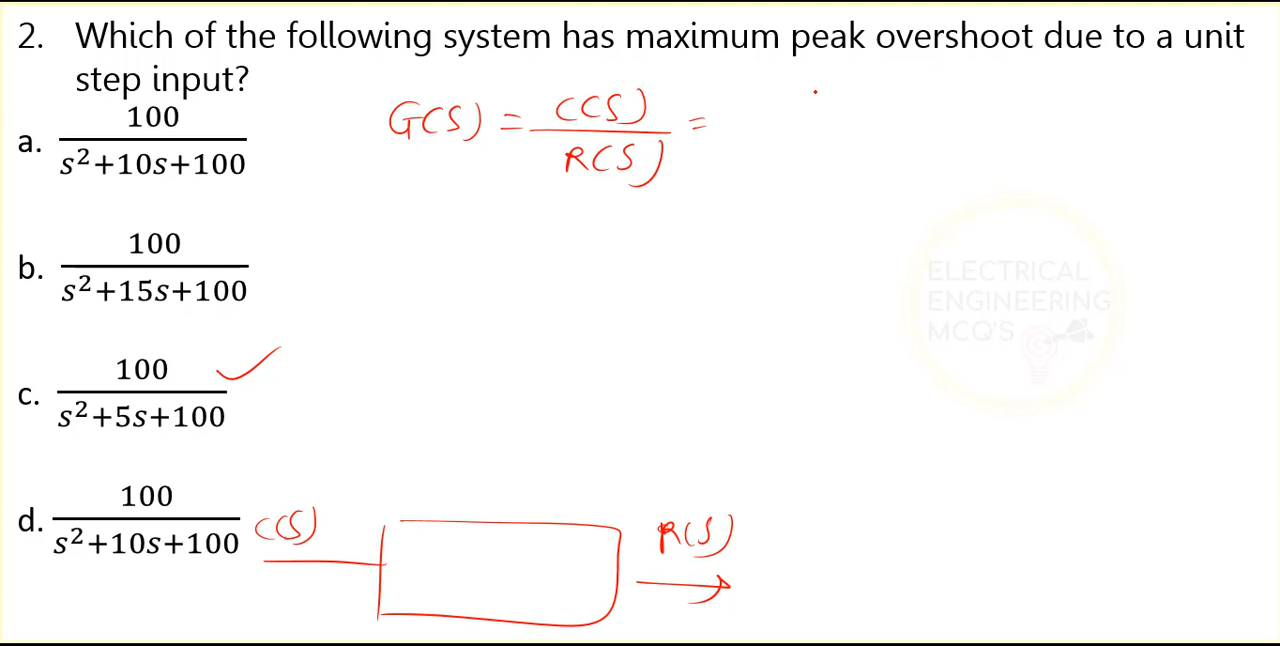 2. Which of the following system has maximum peak overshoot due to a unit
step input?
a. 100
s²+10s+100
G(S) = C(S) =
R(S)
b. 100
s²+15s+100
c. 100
s²+5s+100
d. 100
s²+10s+100
C(S)
R(S)
ELECTRICAL
ENGINEERING
MCQ'S